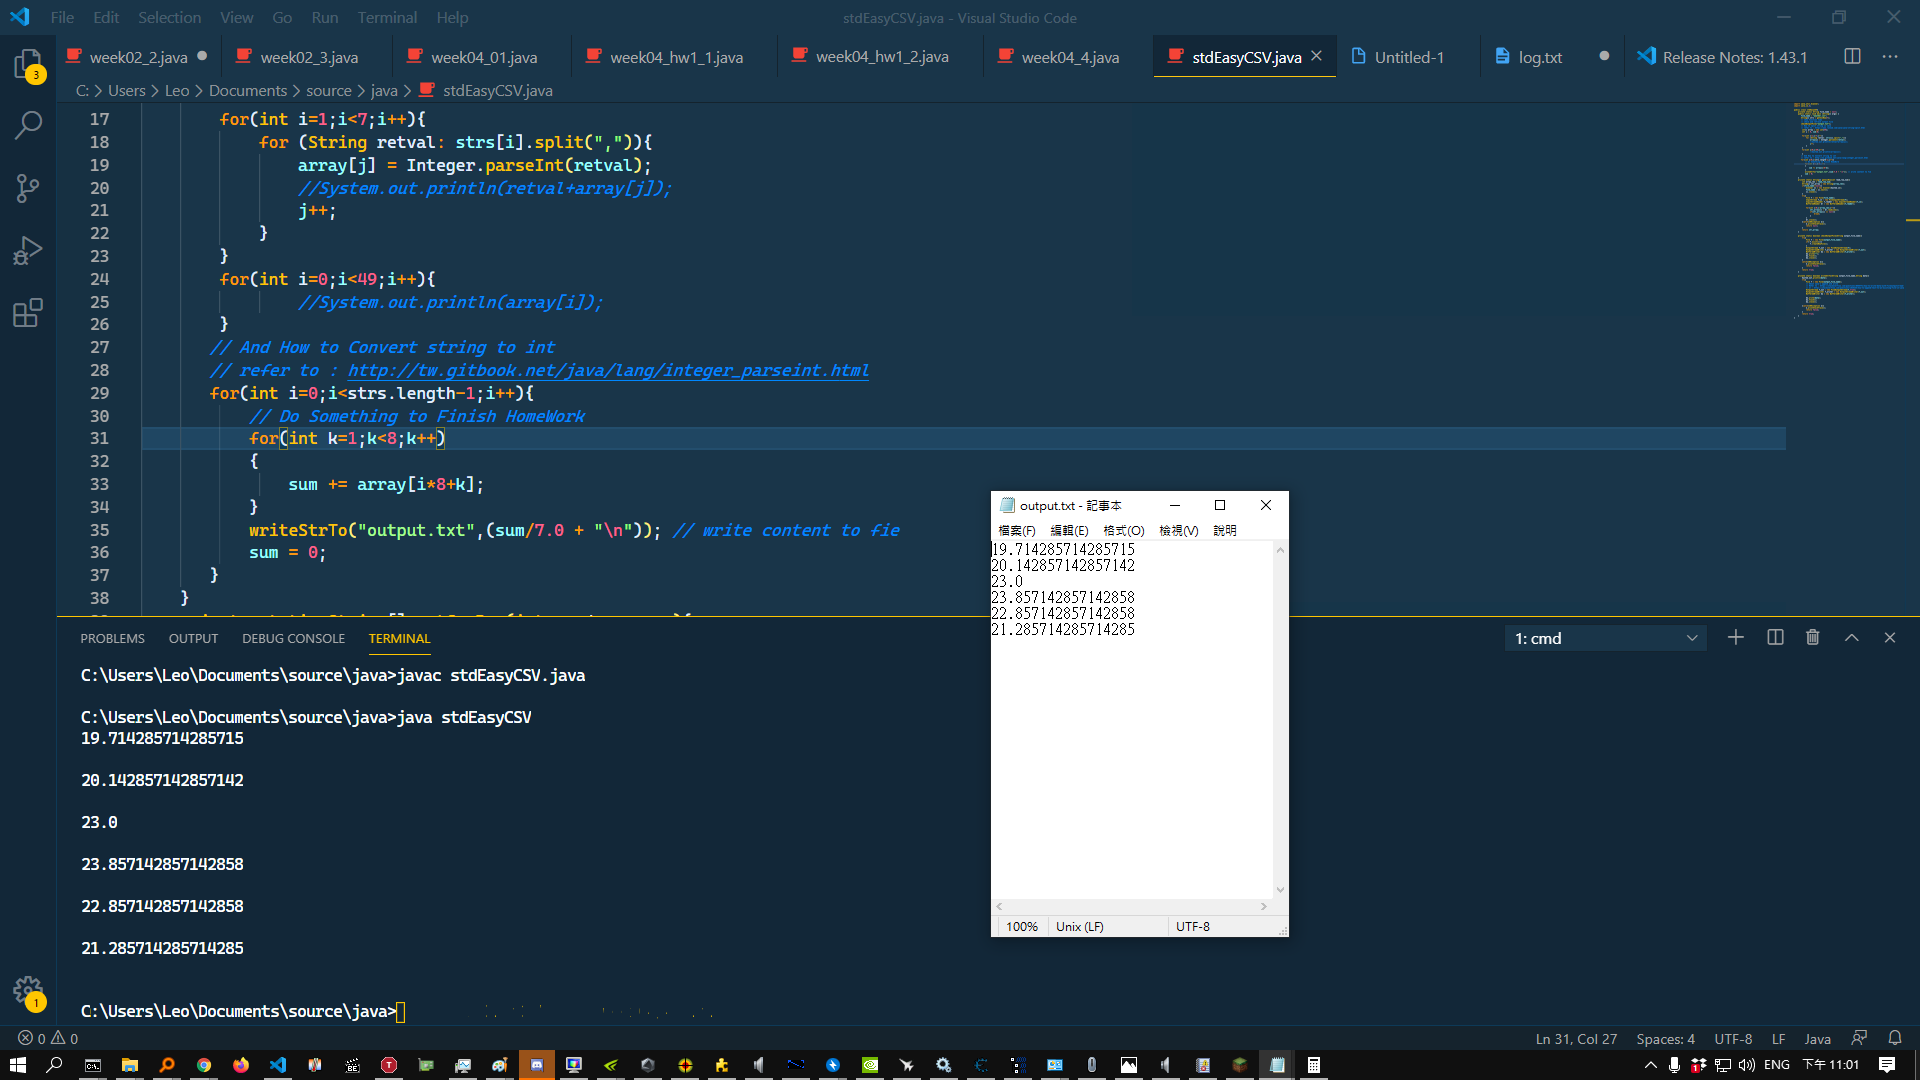 File Edit Selection View Go Run Terminal Help
stdEasyCSV.java - Visual Studio Code
week02_2.java week02_3.java week04_01.java week04_hw1_1.java week04_hw1_2.java week04_4.java stdEasyCSV.java Untitled-1 log.txt Release Notes: 1.43.1
C: > Users > Leo > Documents > source > java > stdEasyCSV.java
17 for(int i=1;i<7;i++){
18 for (String retval: strs[i].split(",")){
19 array[j] = Integer.parseInt(retval);
20 //System.out.println(retval+array[j]);
21 j++;
22 }
23 }
24 for(int i=0;i<49;i++){
25 //System.out.println(array[i]);
26 }
27 // And How to Convert string to int
28 // refer to : http://tw.gitbook.net/java/lang/integer_parseint.html
29 for(int i=0;i<strs.length-1;i++){
30 // Do Something to Finish HomeWork
31 for(int k=1;k<8;k++)
32 {
33 sum += array[i*8+k];
34 }
35 writeStrTo("output.txt",(sum/7.0 + "\n")); // write content to fie
36 sum = 0;
37 }
38 }
output.txt - 記事本
檔案(F) 編輯(E) 格式(O) 檢視(V) 說明
19.714285714285715
20.142857142857142
23.0
23.857142857142858
22.857142857142858
21.285714285714285
100% Unix (LF) UTF-8
PROBLEMS OUTPUT DEBUG CONSOLE TERMINAL
1: cmd
C:\Users\Leo\Documents\source\java>javac stdEasyCSV.java
C:\Users\Leo\Documents\source\java>java stdEasyCSV
19.714285714285715
20.142857142857142
23.0
23.857142857142858
22.857142857142858
21.285714285714285
C:\Users\Leo\Documents\source\java>
3
1
0 0
Ln 31, Col 27 Spaces: 4 UTF-8 LF Java
ENG 下午 11:01